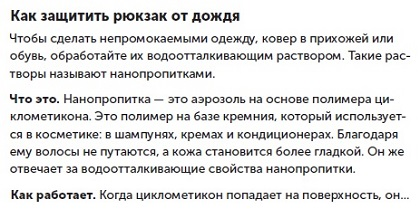 Как защитить рюкзак от дождя
Чтобы сделать непромокаемыми одежду, ковер в прихожей или
обувь, обработайте их водоотталкивающим раствором. Такие рас-
творы называют нанопропитками.
Что это. Нанопропитка — это аэрозоль на основе полимера ци-
клометикона. Это полимер на базе кремния, который использует-
ся в косметике: в шампунях, кремах и кондиционерах. Благодаря
ему волосы не путаются, а кожа становится более гладкой. Он же
отвечает за водоотталкивающие свойства нанопропитки.
Как работает. Когда циклометикон попадает на поверхность, он...